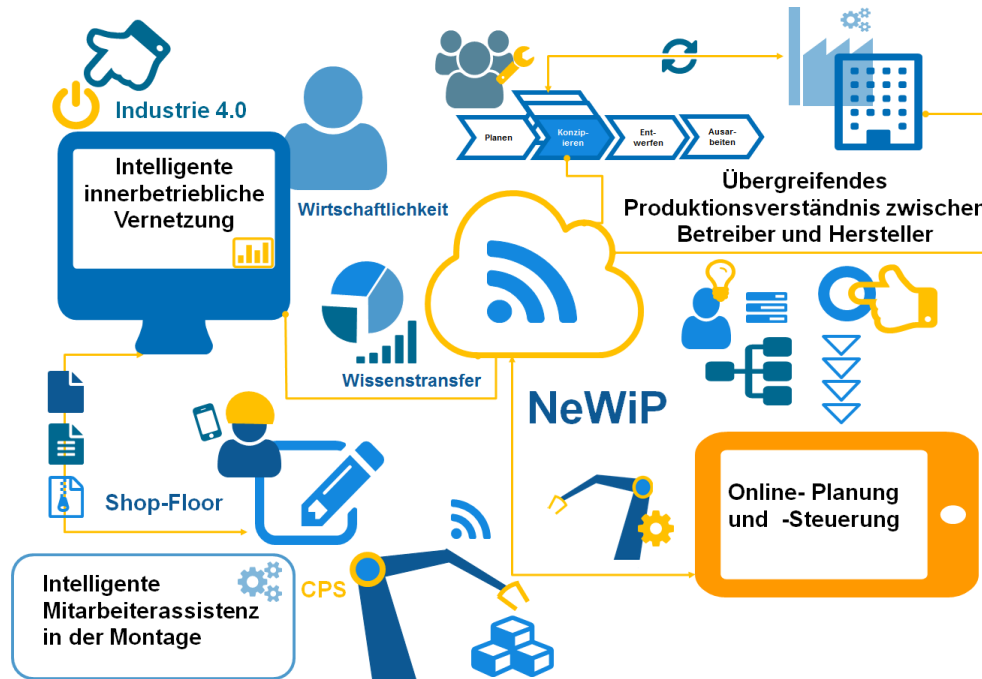 Industrie 4.0
Intelligente
innerbetriebliche
Vernetzung
Wirtschaftlichkeit
Planen
Konzip-
ieren
Ent-
werfen
Ausar-
beiten
Übergreifendes
Produktionsverständnis zwischen
Betreiber und Hersteller
Wissenstransfer
NeWiP
Shop-Floor
Online- Planung
und -Steuerung
CPS
Intelligente
Mitarbeiterassistenz
in der Montage